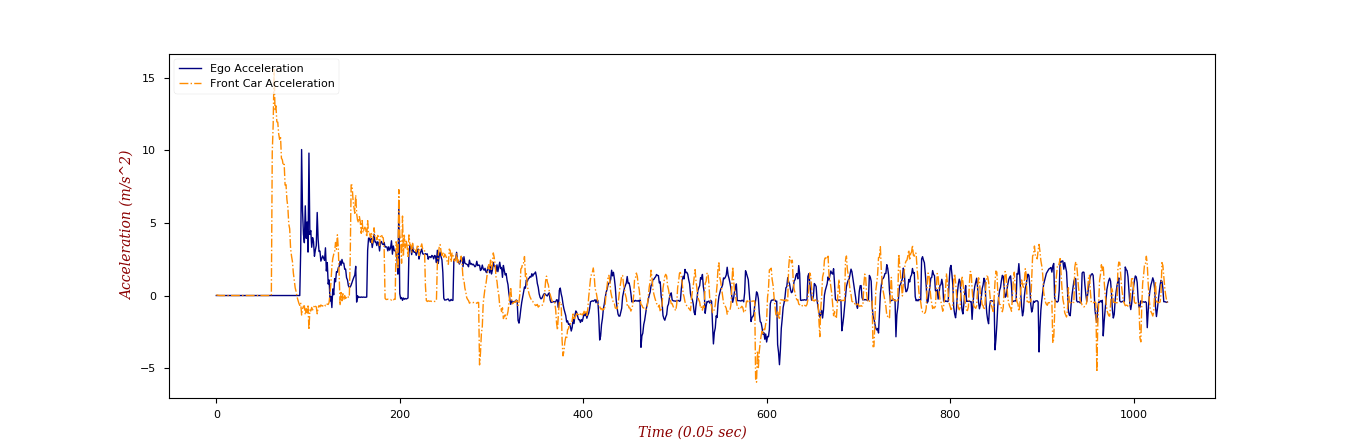 Ego Acceleration
Front Car Acceleration
Acceleration (m/s^2)
15
10
5
0
−5
0 200 400 600 800 1000
Time (0.05 sec)